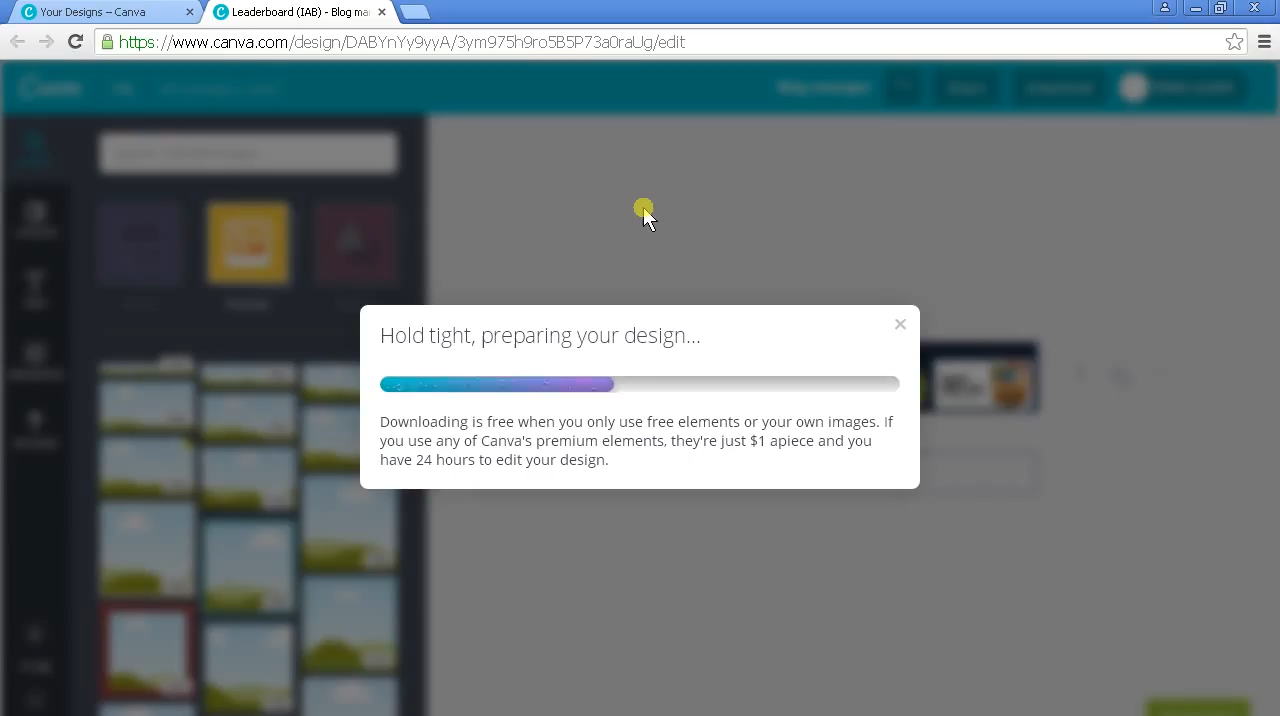 Your Designs – Canva
Leaderboard (IAB) - Blog ma
https://www.canva.com/design/DABYnYy9yyA/3ym975h9ro5B5P73a0raUg/edit
Hold tight, preparing your design...
Downloading is free when you only use free elements or your own images. If
you use any of Canva's premium elements, they're just $1 apiece and you
have 24 hours to edit your design.